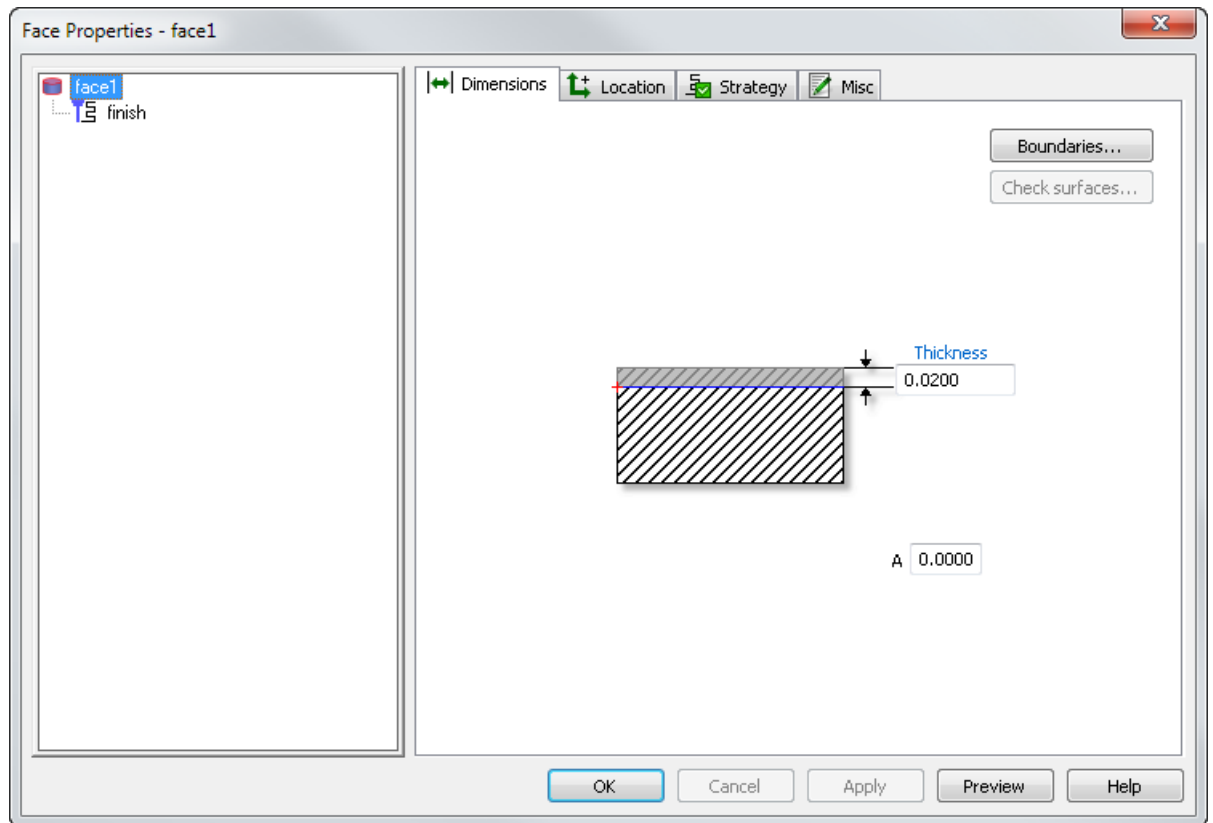 Face Properties - face1
face1
finish
Dimensions
Location
Strategy
Misc
Boundaries...
Check surfaces...
Thickness
0.0200
A 0.0000
OK
Cancel
Apply
Preview
Help